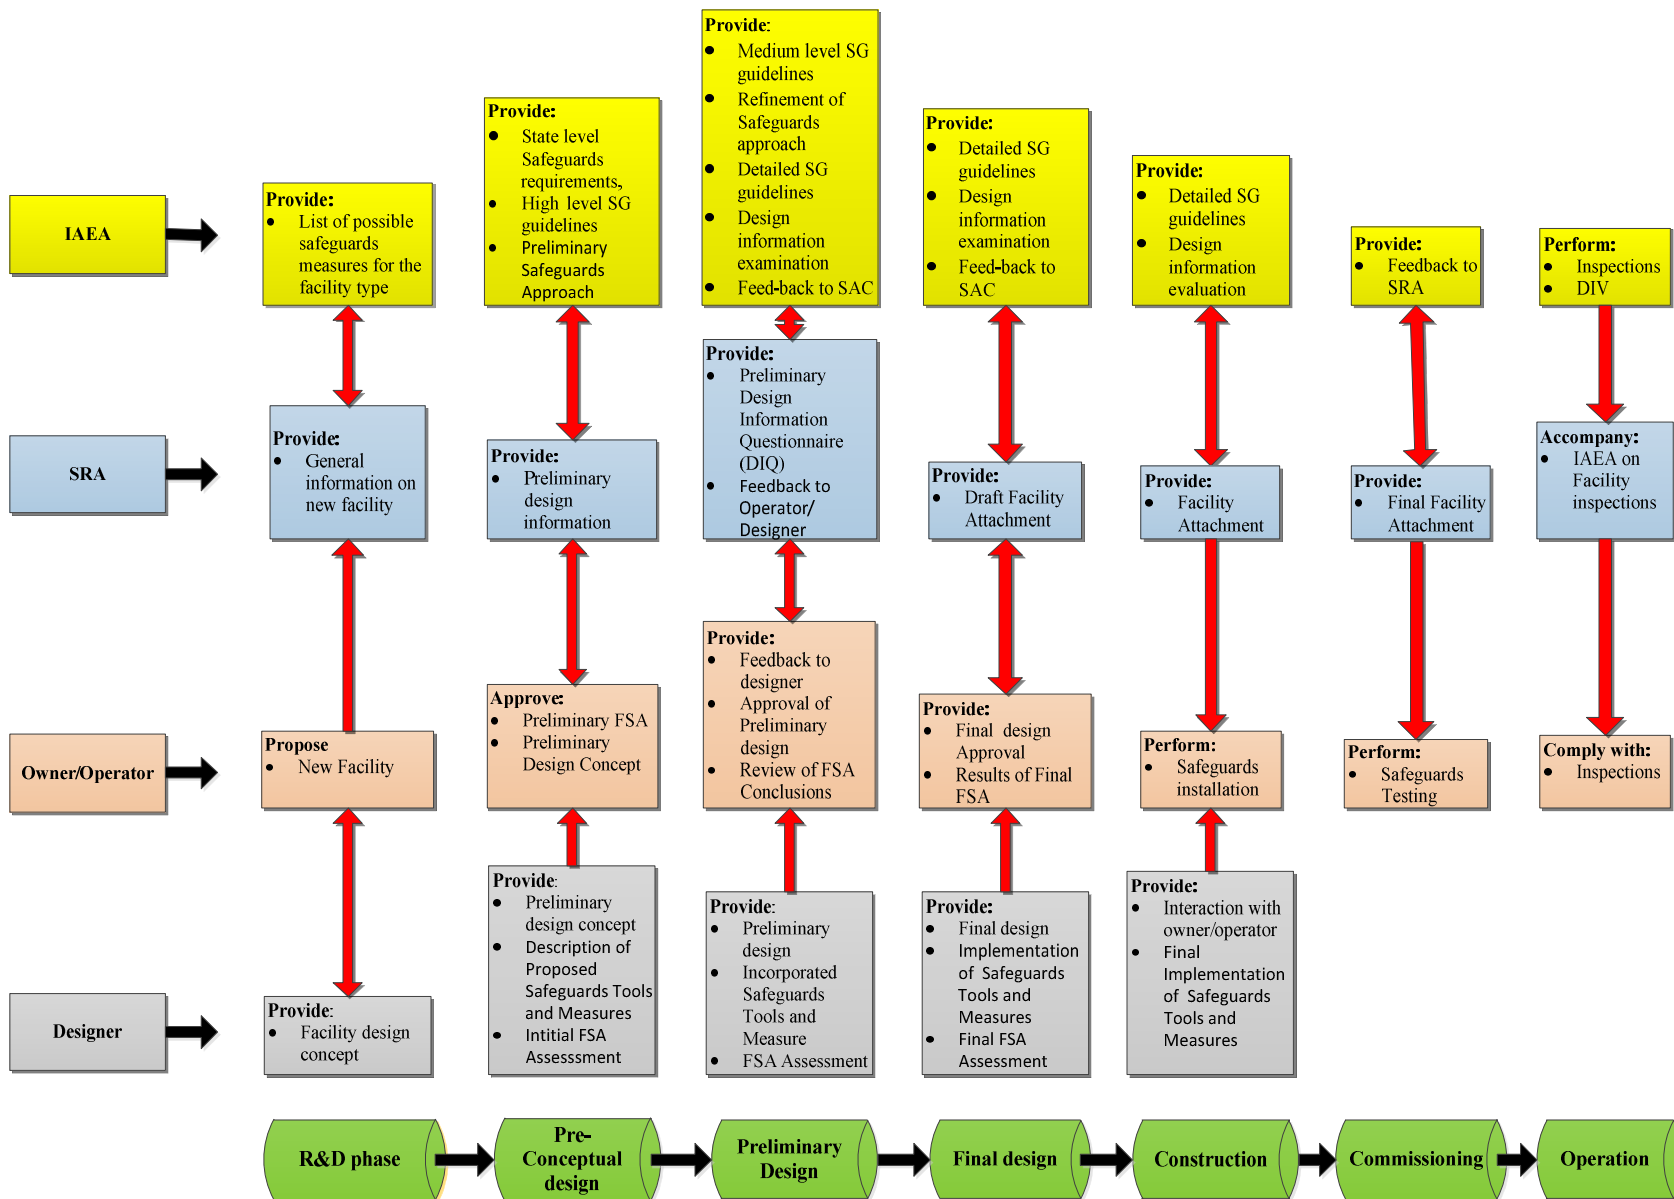 IAEA
Provide:
• List of possible
safeguards
measures for the
facility type
Provide:
• State level
Safeguards
requirements,
• High level SG
guidelines
• Preliminary
Safeguards
Approach
Provide:
• Medium level SG
guidelines
• Refinement of
Safeguards
approach
• Detailed SG
guidelines
• Design
information
examination
• Feed-back to SAC
Provide:
• Detailed SG
guidelines
• Design
information
examination
• Feed-back to
SAC
Provide:
• Detailed SG
guidelines
• Design
information
evaluation
Provide:
• Feedback to
SRA
Perform:
• Inspections
• DIV
SRA
Provide:
• General
information on
new facility
Provide:
• Preliminary
design
information
Provide:
• Preliminary
Design
Information
Questionnaire
(DIQ)
• Feedback to
Operator/
Designer
Provide:
• Draft Facility
Attachment
Provide:
• Facility
Attachment
Provide:
• Final Facility
Attachment
Accompany:
• IAEA on
Facility
inspections
Owner/Operator
Propose
• New Facility
Approve:
• Preliminary FSA
• Preliminary
Design Concept
Provide:
• Feedback to
designer
• Approval of
Preliminary
design
• Review of FSA
Conclusions
Provide:
• Final design
Approval
• Results of Final
FSA
Perform:
• Safeguards
installation
Perform:
• Safeguards
Testing
Comply with:
• Inspections
Designer
Provide:
• Facility design
concept
Provide:
• Preliminary
design concept
• Description of
Proposed
Safeguards Tools
and Measures
• Intitial FSA
Assesssment
Provide:
• Preliminary
design
• Incorporated
Safeguards
Tools and
Measure
• FSA Assessment
Provide:
• Final design
• Implementation
of Safeguards
Tools and
Measures
• Final FSA
Assessment
Provide:
• Interaction with
owner/operator
• Final
Implementation
of Safeguards
Tools and
Measures
R&D phase
Pre-
Conceptual
design
Preliminary
Design
Final design
Construction
Commissioning
Operation